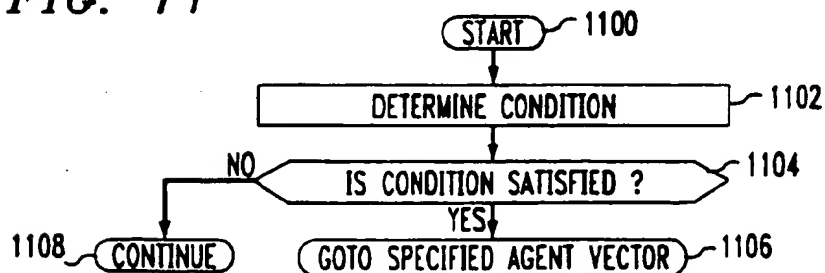 FIG. 11
START 1100
DETERMINE CONDITION 1102
NO IS CONDITION SATISFIED ? 1104
YES
1108 CONTINUE GOTO SPECIFIED AGENT VECTOR 1106